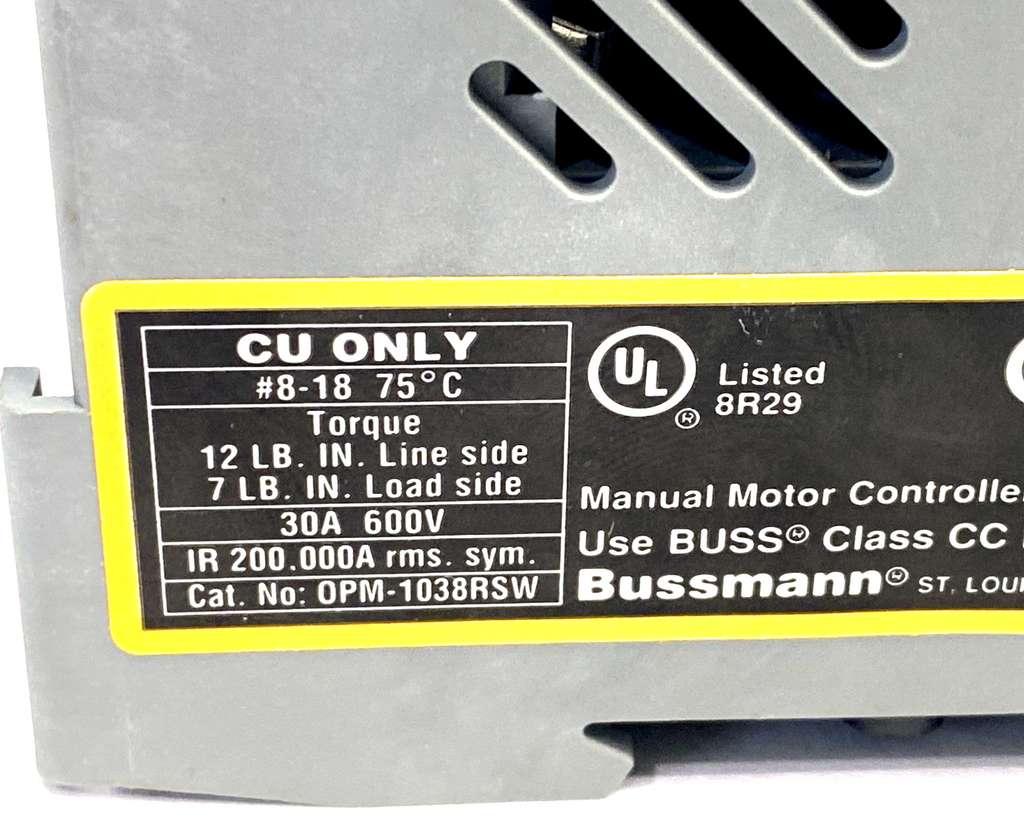 CU ONLY
#8-18 75°C
Torque
12 LB. IN. Line side
7 LB. IN. Load side
30A 600V
IR 200.000A rms. sym.
Cat. No: OPM-1038RSW
UL ®
Listed
8R29
Manual Motor Controlle
Use BUSS® Class CC
Bussmann® ST. LOU